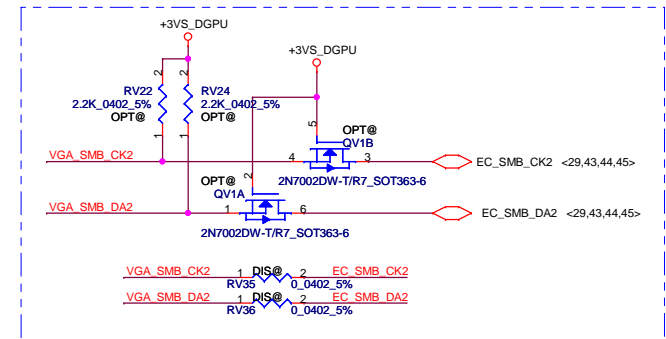 +3VS_DGPU
+3VS_DGPU
2 2
RV22 RV24
2.2K_0402_5% 2.2K_0402_5%
OPT@ OPT@
1 1
5
OPT@
QV1B
VGA_SMB_CK2 4 3 EC_SMB_CK2 <29,43,44,45>
2N7002DW-T/R7_SOT363-6
2
OPT@
QV1A
VGA_SMB_DA2 1 6 EC_SMB_DA2 <29,43,44,45>
2N7002DW-T/R7_SOT363-6
VGA_SMB_CK2 1 DIS@ 2 EC_SMB_CK2
RV35 0_0402_5%
VGA_SMB_DA2 1 DIS@ 2 EC_SMB_DA2
RV36 0_0402_5%